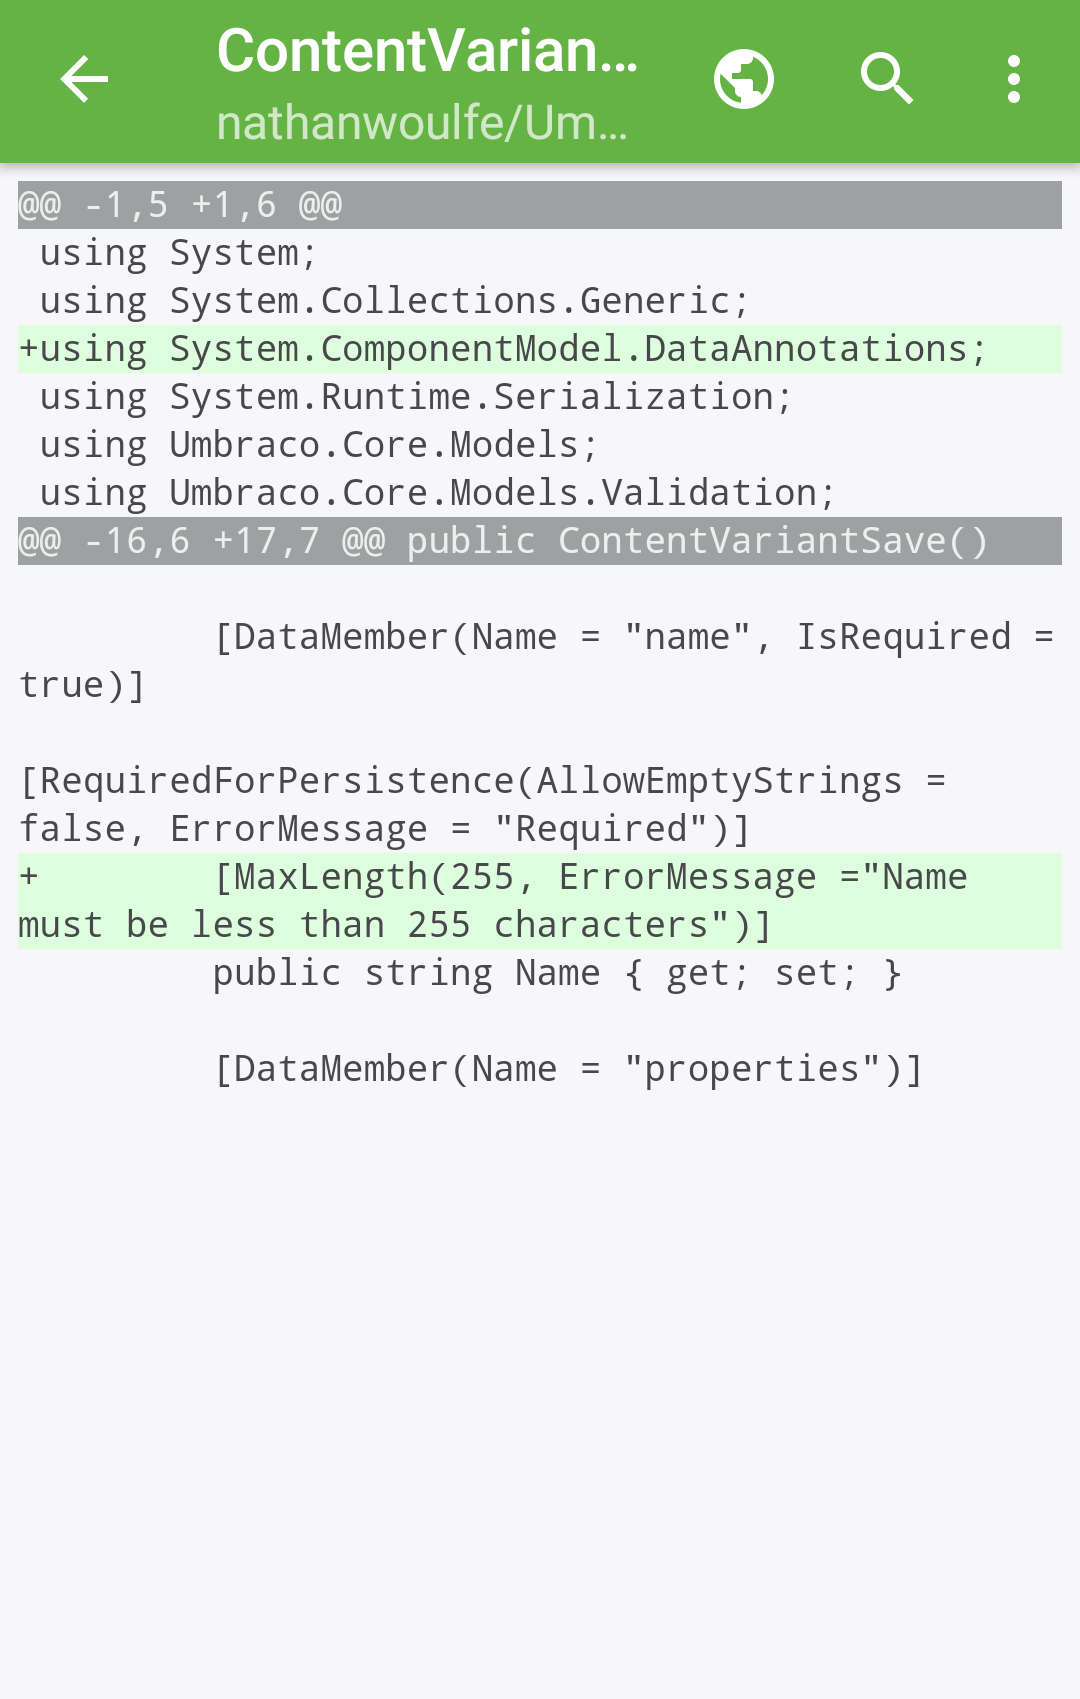 ContentVarian...
nathanwoulfe/Um...
@@ -1,5 +1,6 @@
 using System;
 using System.Collections.Generic;
+using System.ComponentModel.DataAnnotations;
 using System.Runtime.Serialization;
 using Umbraco.Core.Models;
 using Umbraco.Core.Models.Validation;
@@ -16,6 +17,7 @@ public ContentVariantSave()
         [DataMember(Name = "name", IsRequired =
true)]
[RequiredForPersistence(AllowEmptyStrings =
false, ErrorMessage = "Required")]
+        [MaxLength(255, ErrorMessage ="Name
must be less than 255 characters")]
         public string Name { get; set; }
         [DataMember(Name = "properties")]